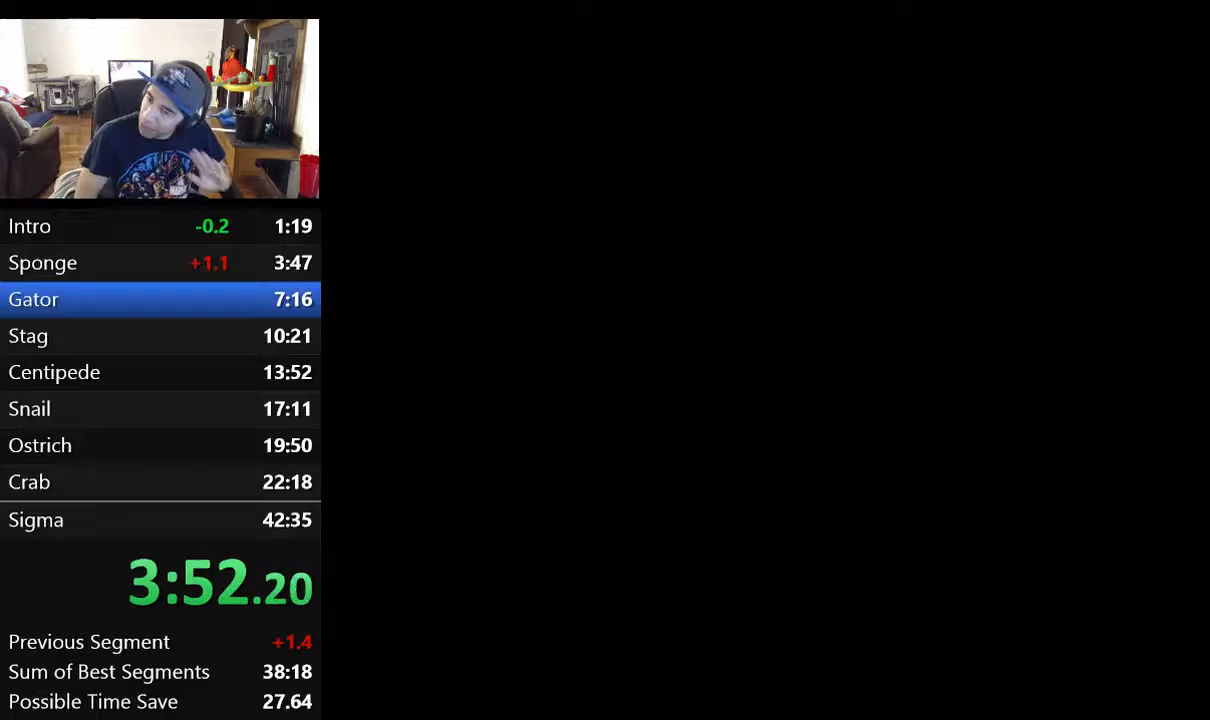 Intro -0.2 1:19
Sponge +1.1 3:47
Gator 7:16
Stag 10:21
Centipede 13:52
Snail 17:11
Ostrich 19:50
Crab 22:18
Sigma 42:35
3:52.20
Previous Segment +1.4
Sum of Best Segments 38:18
Possible Time Save 27.64